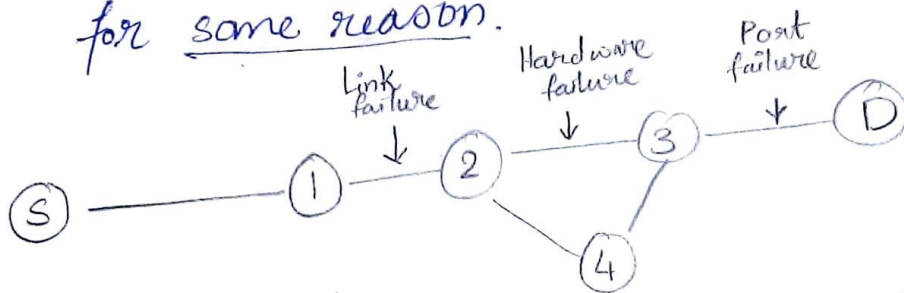 for some reason.
Link
failure
Hardware
failure
Port
failure
S
1
2
3
D
4